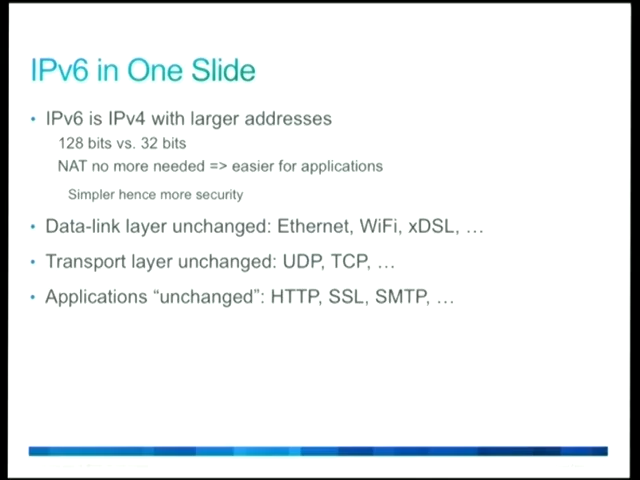 IPv6 in One Slide
• IPv6 is IPv4 with larger addresses
128 bits vs. 32 bits
NAT no more needed => easier for applications
Simpler hence more security
• Data-link layer unchanged: Ethernet, WiFi, xDSL, …
• Transport layer unchanged: UDP, TCP, …
• Applications “unchanged”: HTTP, SSL, SMTP, …